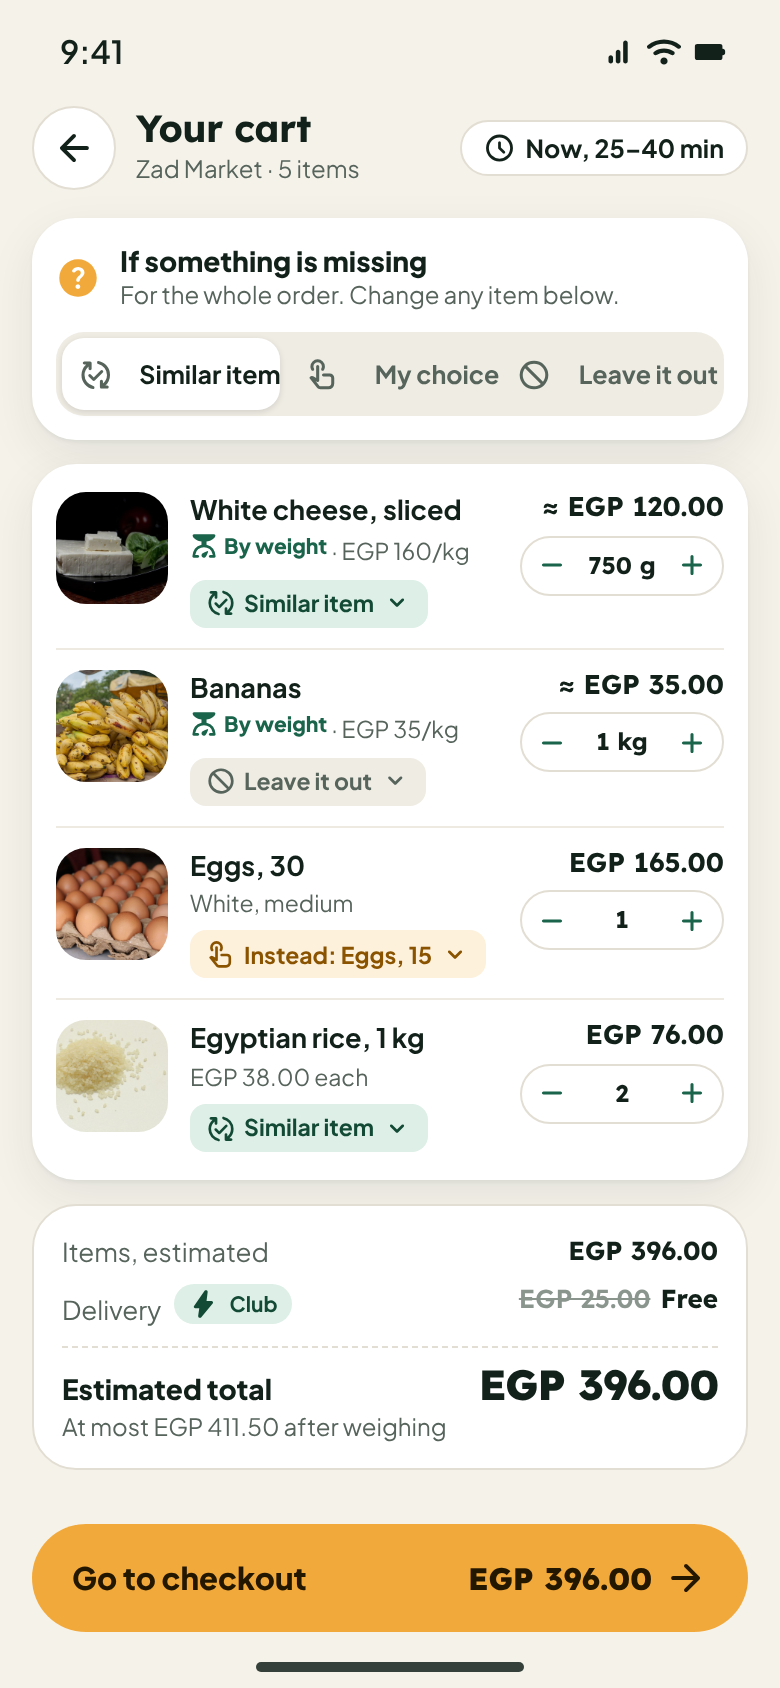 9:41
Your cart
Zad Market · 5 items
Now, 25–40 min
?
If something is missing
For the whole order. Change any item below.
Similar item
My choice
Leave it out
White cheese, sliced
≈ EGP 120.00
By weight · EGP 160/kg
− 750 g +
Similar item
Bananas
≈ EGP 35.00
By weight · EGP 35/kg
− 1 kg +
Leave it out
Eggs, 30
EGP 165.00
White, medium
− 1 +
Instead: Eggs, 15
Egyptian rice, 1 kg
EGP 76.00
EGP 38.00 each
− 2 +
Similar item
Items, estimated
EGP 396.00
Delivery Club
EGP 25.00 Free
Estimated total
EGP 396.00
At most EGP 411.50 after weighing
Go to checkout
EGP 396.00 →